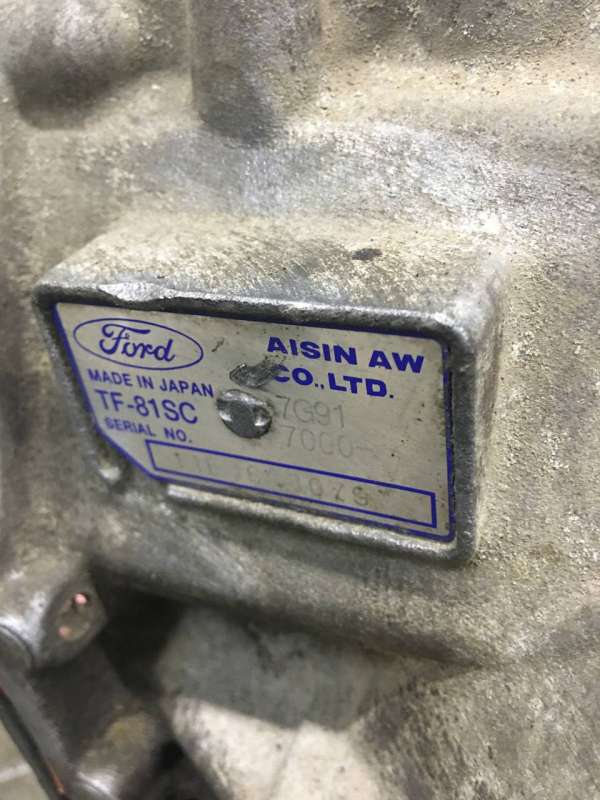 Ford
AISIN AW
CO.,LTD.
MADE IN JAPAN
TF-81SC
7G91
7000-
SERIAL NO.